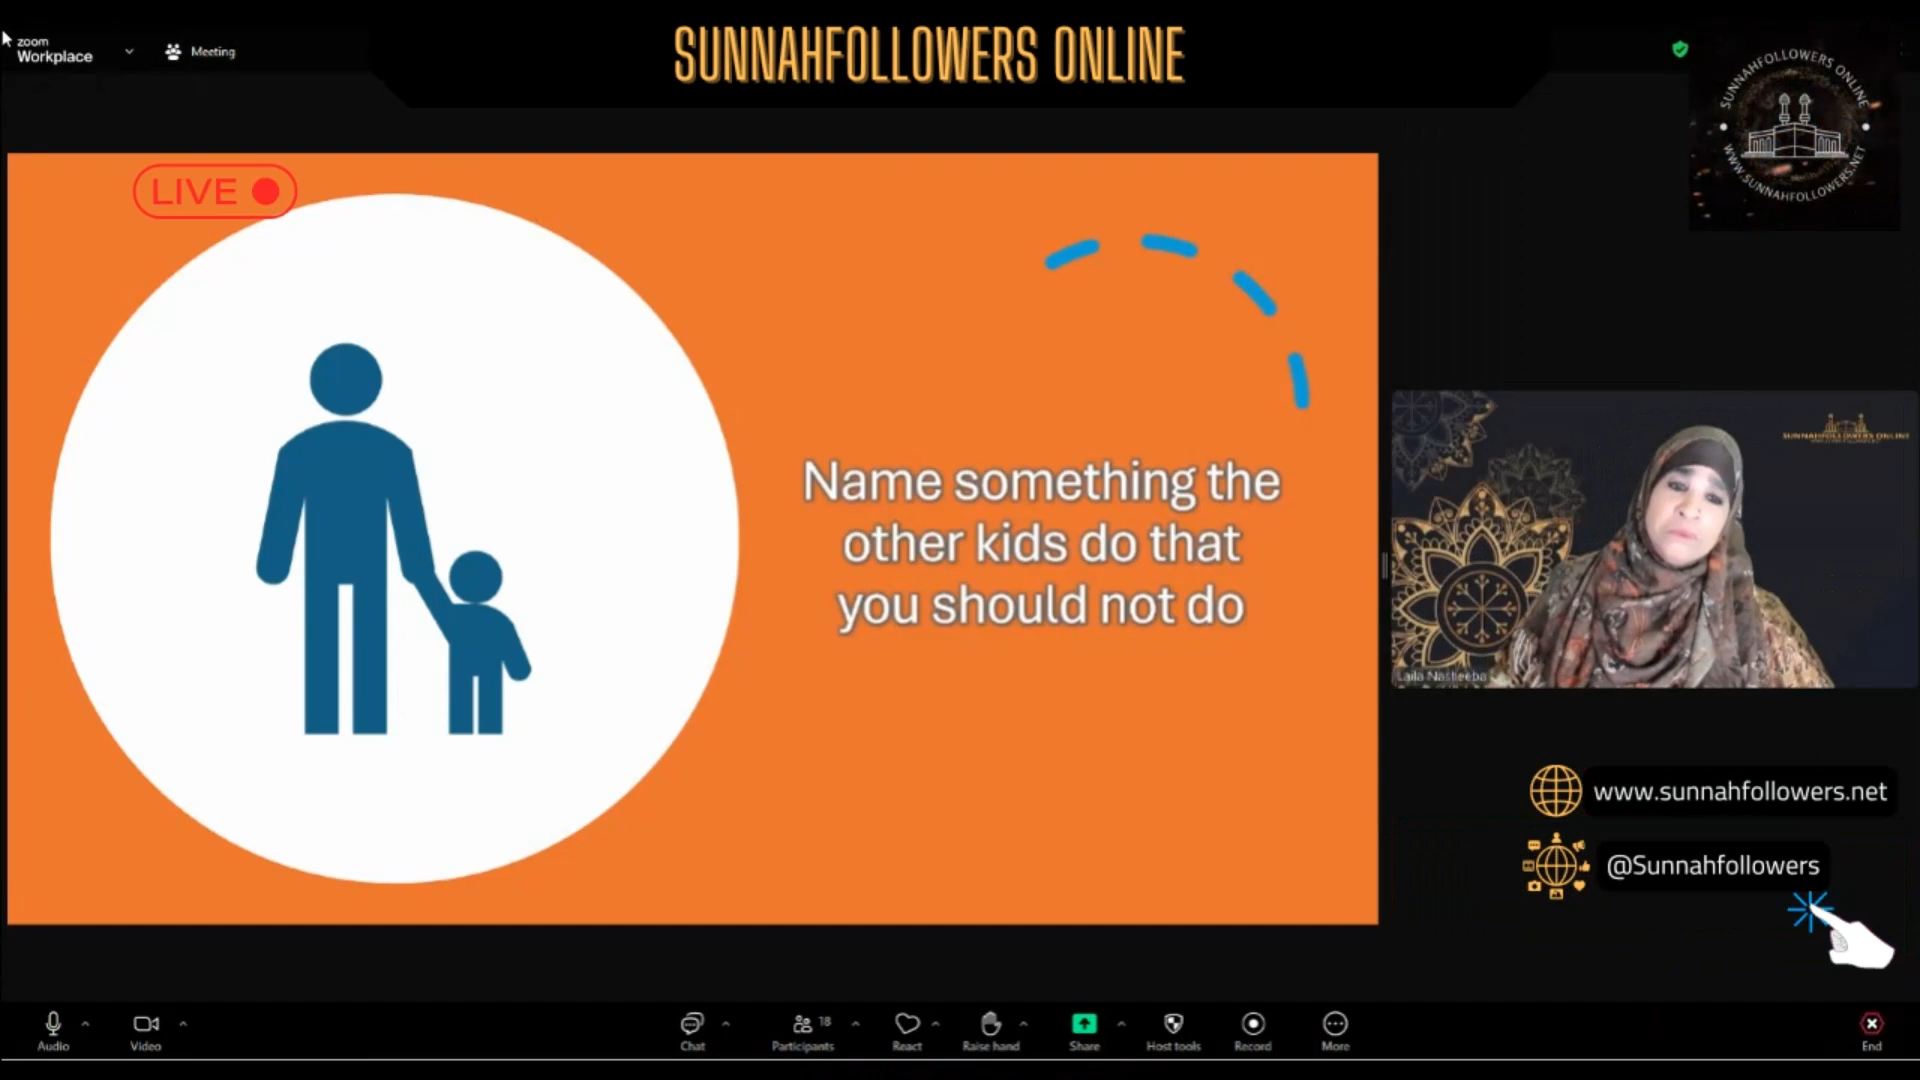 SUNNAHFOLLOWERS ONLINE
zoom
Workplace
Meeting
SUNNAHFOLLOWERS ONLINE
WWW.SUNNAHFOLLOWERS.NET
LIVE
Name something the
other kids do that
you should not do
SUNNAHFOLLOWERS ONLINE
Laila Nasheeba
www.sunnahfollowers.net
@Sunnahfollowers
Audio
Video
Chat
Participants
18
React
Raise hand
Share
Host tools
Record
More
End